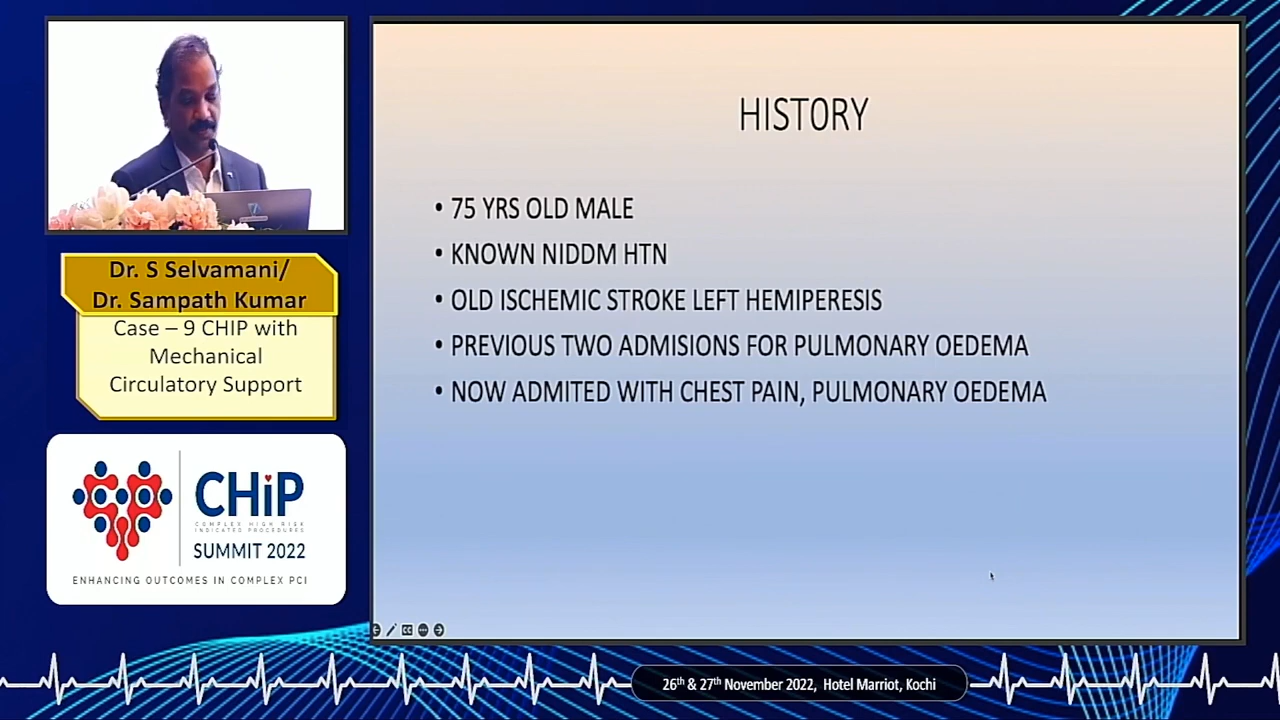 HISTORY
• 75 YRS OLD MALE
• KNOWN NIDDM HTN
• OLD ISCHEMIC STROKE LEFT HEMIPERESIS
• PREVIOUS TWO ADMISIONS FOR PULMONARY OEDEMA
• NOW ADMITED WITH CHEST PAIN, PULMONARY OEDEMA
Dr. S Selvamani/
Dr. Sampath Kumar
Case – 9 CHIP with
Mechanical
Circulatory Support
CHiP
COMPLEX HIGH RISK
INDICATED PROCEDURES
SUMMIT 2022
ENHANCING OUTCOMES IN COMPLEX PCI
26th & 27th November 2022, Hotel Marriot, Kochi